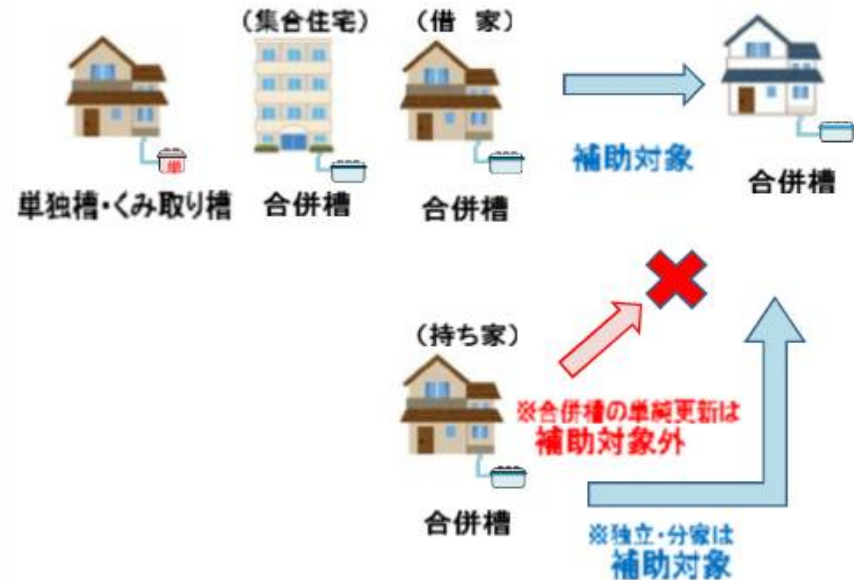 （集合住宅）
（借　家）
単
単独槽・くみ取り槽
合併槽
合併槽
補助対象
合併槽
（持ち家）
合併槽
※合併槽の単純更新は
補助対象外
※独立・分家は
補助対象